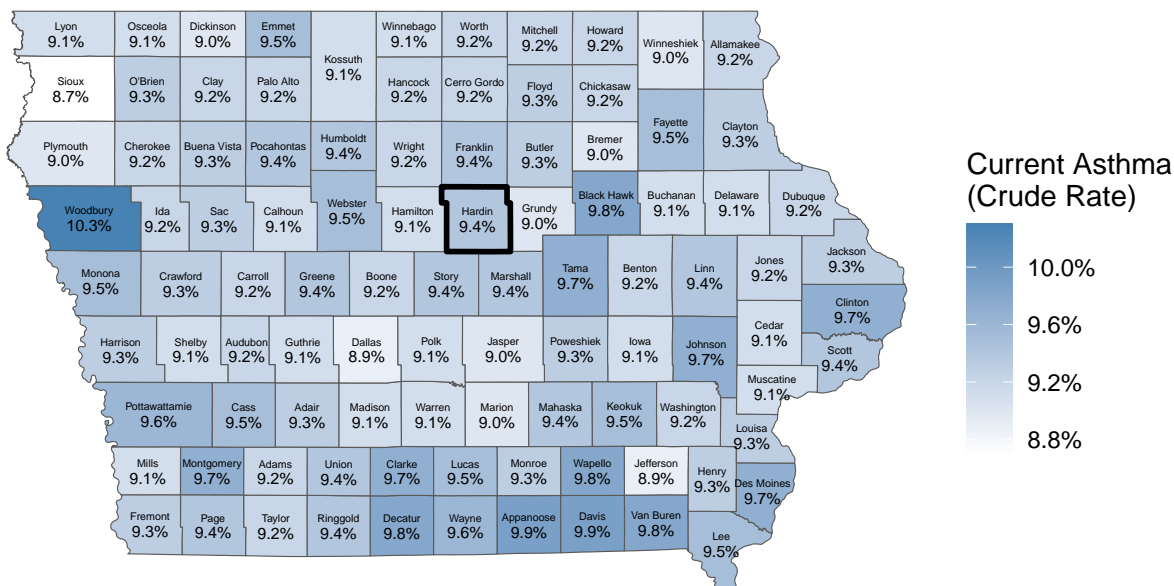 Lyon
9.1%
Osceola
9.1%
Dickinson
9.0%
Emmet
9.5%
Kossuth
9.1%
Winnebago
9.1%
Worth
9.2%
Mitchell
9.2%
Howard
9.2%
Winneshiek
9.0%
Allamakee
9.2%
Sioux
8.7%
O'Brien
9.3%
Clay
9.2%
Palo Alto
9.2%
Hancock
9.2%
Cerro Gordo
9.2%
Floyd
9.3%
Chickasaw
9.2%
Fayette
9.5%
Clayton
9.3%
Plymouth
9.0%
Cherokee
9.2%
Buena Vista
9.3%
Pocahontas
9.4%
Humboldt
9.4%
Wright
9.2%
Franklin
9.4%
Butler
9.3%
Bremer
9.0%
Woodbury
10.3%
Ida
9.2%
Sac
9.3%
Calhoun
9.1%
Webster
9.5%
Hamilton
9.1%
Hardin
9.4%
Grundy
9.0%
Black Hawk
9.8%
Buchanan
9.1%
Delaware
9.1%
Dubuque
9.2%
Monona
9.5%
Crawford
9.3%
Carroll
9.2%
Greene
9.4%
Boone
9.2%
Story
9.4%
Marshall
9.4%
Tama
9.7%
Benton
9.2%
Linn
9.4%
Jones
9.2%
Jackson
9.3%
Clinton
9.7%
Harrison
9.3%
Shelby
9.1%
Audubon
9.2%
Guthrie
9.1%
Dallas
8.9%
Polk
9.1%
Jasper
9.0%
Poweshiek
9.3%
Iowa
9.1%
Johnson
9.7%
Cedar
9.1%
Scott
9.4%
Muscatine
9.1%
Pottawattamie
9.6%
Cass
9.5%
Adair
9.3%
Madison
9.1%
Warren
9.1%
Marion
9.0%
Mahaska
9.4%
Keokuk
9.5%
Washington
9.2%
Louisa
9.3%
Mills
9.1%
Montgomery
9.7%
Adams
9.2%
Union
9.4%
Clarke
9.7%
Lucas
9.5%
Monroe
9.3%
Wapello
9.8%
Jefferson
8.9%
Henry
9.3%
Des Moines
9.7%
Fremont
9.3%
Page
9.4%
Taylor
9.2%
Ringgold
9.4%
Decatur
9.8%
Wayne
9.6%
Appanoose
9.9%
Davis
9.9%
Van Buren
9.8%
Lee
9.5%
Current Asthma
(Crude Rate)
10.0%
9.6%
9.2%
8.8%